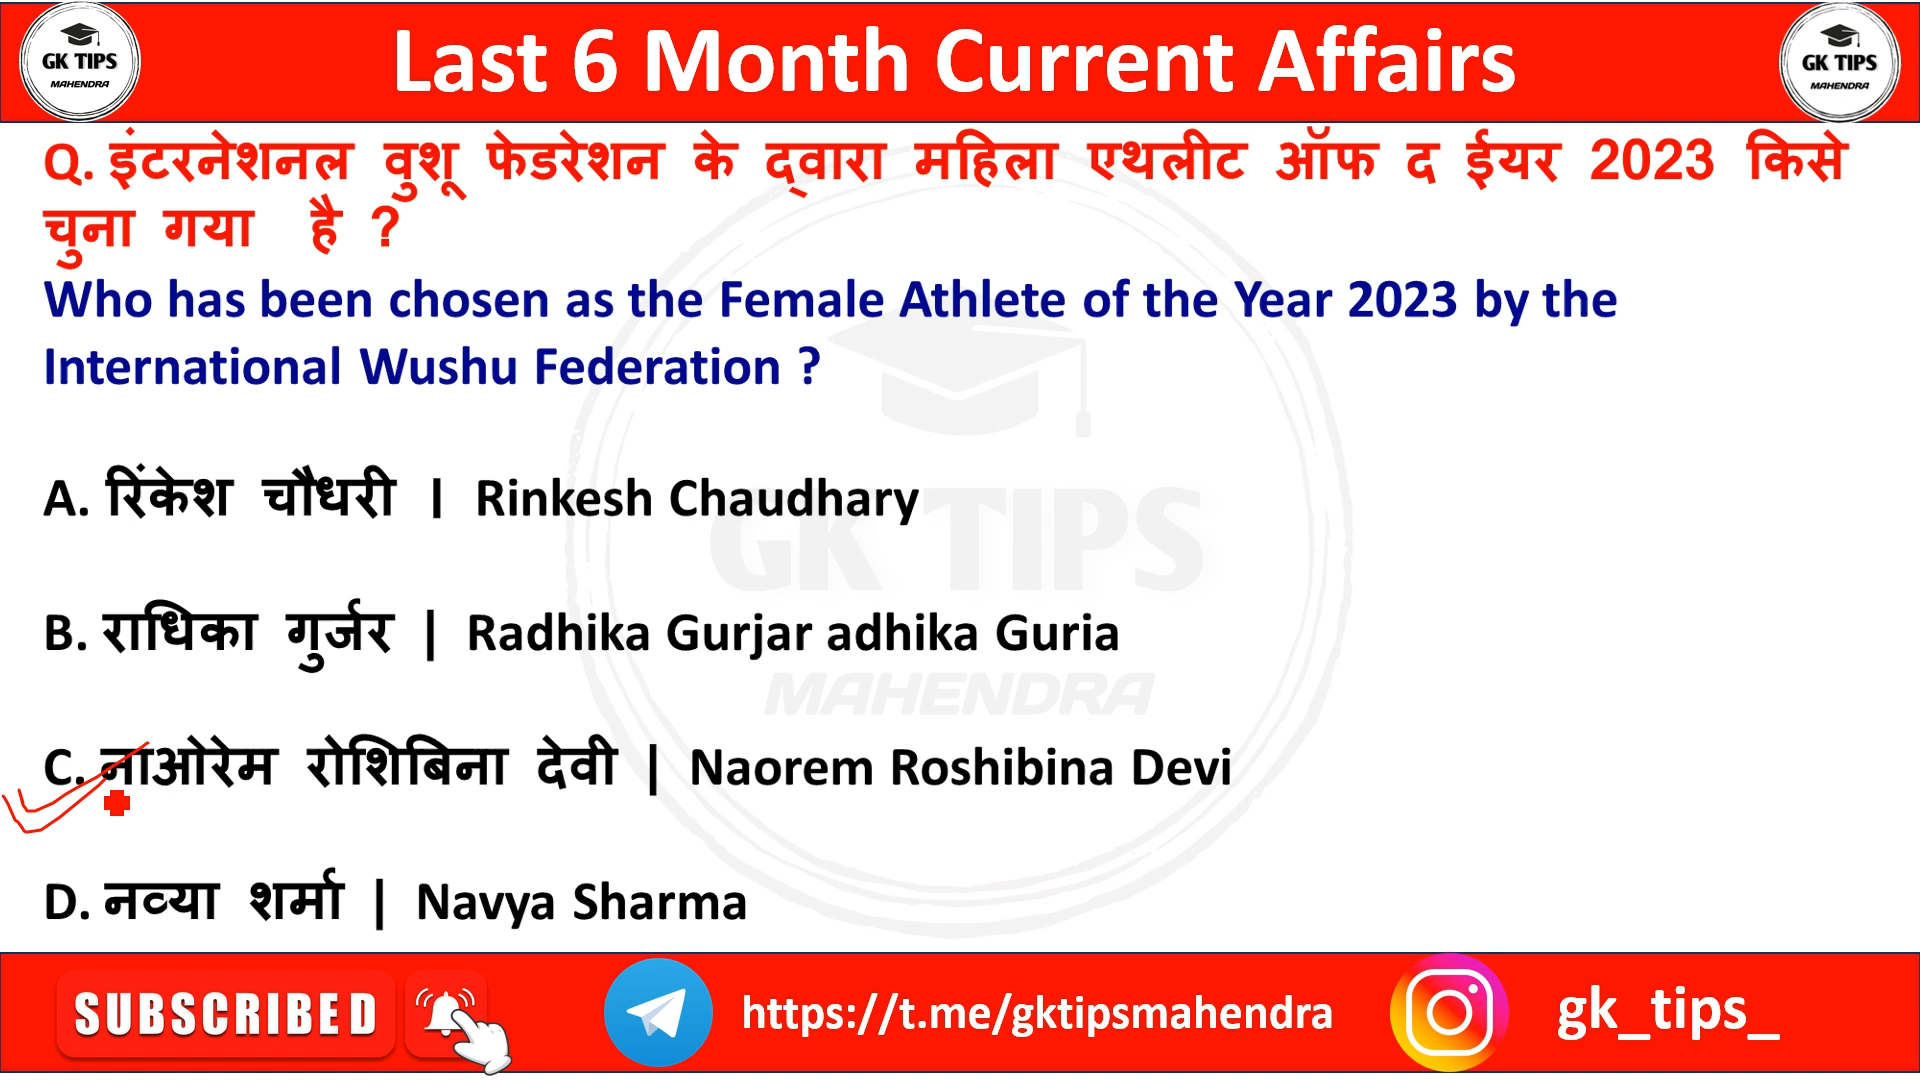 GK TIPS
MAHENDRA
Last 6 Month Current Affairs
GK TIPS
MAHENDRA
Q. इंटरनेशनल वुशू फेडरेशन के द्वारा महिला एथलीट ऑफ द ईयर 2023 किसे
चुना गया है ?
Who has been chosen as the Female Athlete of the Year 2023 by the
International Wushu Federation ?
A. रिंकेश चौधरी । Rinkesh Chaudhary
GK TIPS
B. राधिका गुर्जर | Radhika Gurjar adhika Guria
MAHENDRA
C. नाओरेम रोशिबिना देवी | Naorem Roshibina Devi
D. नव्या शर्मा | Navya Sharma
SUBSCRIBED
https://t.me/gktipsmahendra
gk_tips_